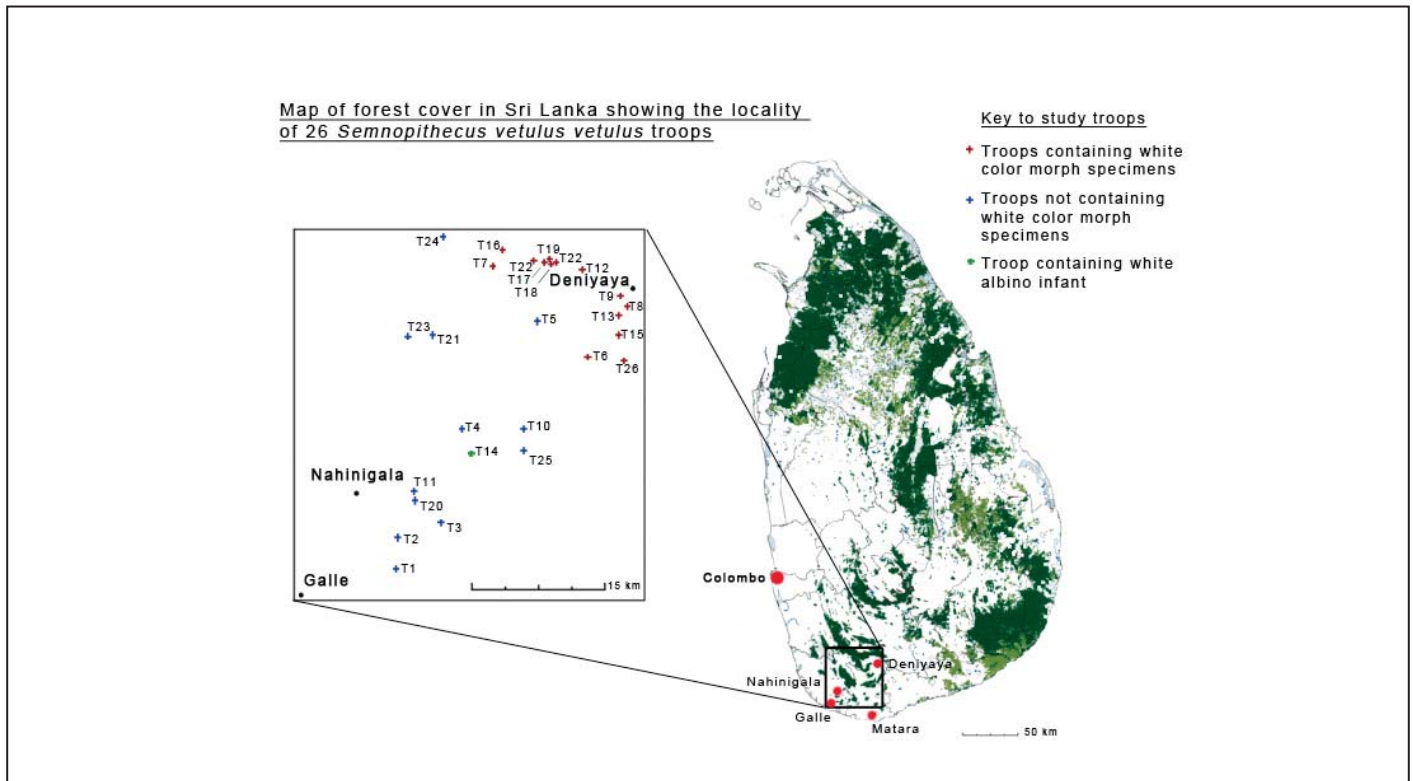 Map of forest cover in Sri Lanka showing the locality
of 26 Semnopithecus vetulus vetulus troops
Key to study troops
Troops containing white
color morph specimens
Troops not containing
white color morph
specimens
Troop containing white
albino infant
T24
T16
T19
T7
T22
T22
T12
T17
T18
Deniyaya
T9
T8
T13
T5
T23
T21
T15
T6
T26
T4
T10
T14
T25
Nahinigala
T11
T20
T3
T2
T1
Galle
15 km
Colombo
Deniyaya
Nahinigala
Galle
Matara
50 km